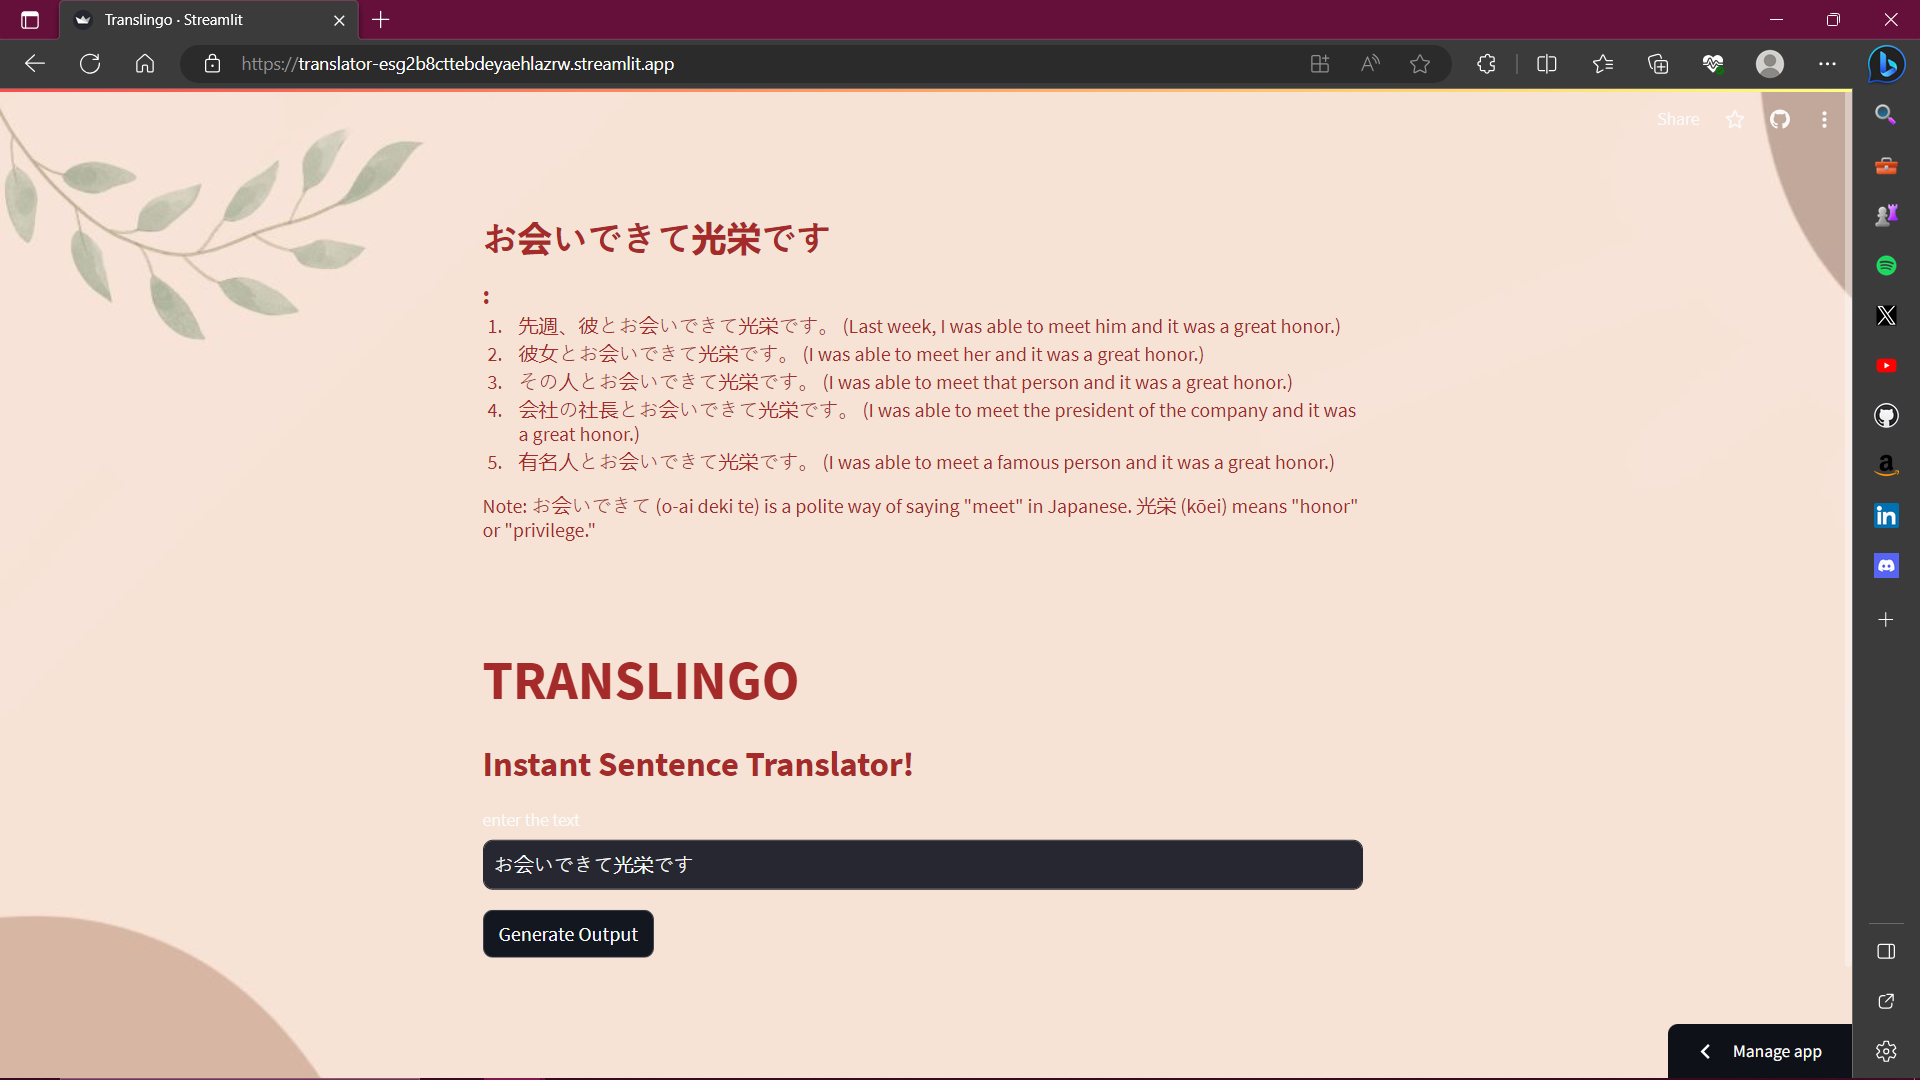 Translingo · Streamlit
https://translator-esg2b8cttebdeyaehlazrw.streamlit.app
Share
お会いできて光栄です
:
1. 先週、彼とお会いできて光栄です。 (Last week, I was able to meet him and it was a great honor.)
2. 彼女とお会いできて光栄です。 (I was able to meet her and it was a great honor.)
3. その人とお会いできて光栄です。 (I was able to meet that person and it was a great honor.)
4. 会社の社長とお会いできて光栄です。 (I was able to meet the president of the company and it was
a great honor.)
5. 有名人とお会いできて光栄です。 (I was able to meet a famous person and it was a great honor.)
Note: お会いできて (o-ai deki te) is a polite way of saying "meet" in Japanese. 光栄 (kōei) means "honor"
or "privilege."
TRANSLINGO
Instant Sentence Translator!
enter the text
お会いできて光栄です
Generate Output
Manage app